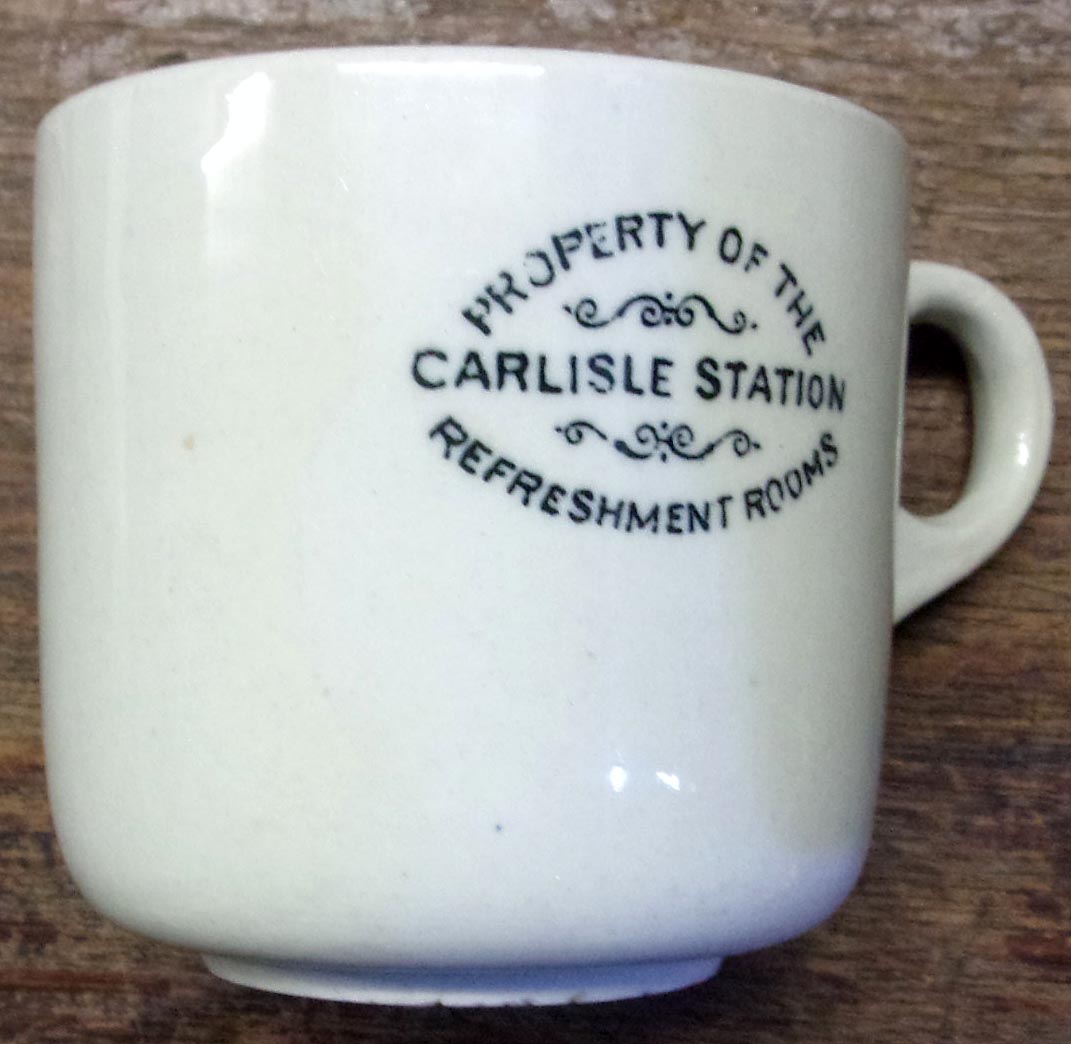 PROPERTY OF THE
CARLISLE STATION
REFRESHMENT ROOMS